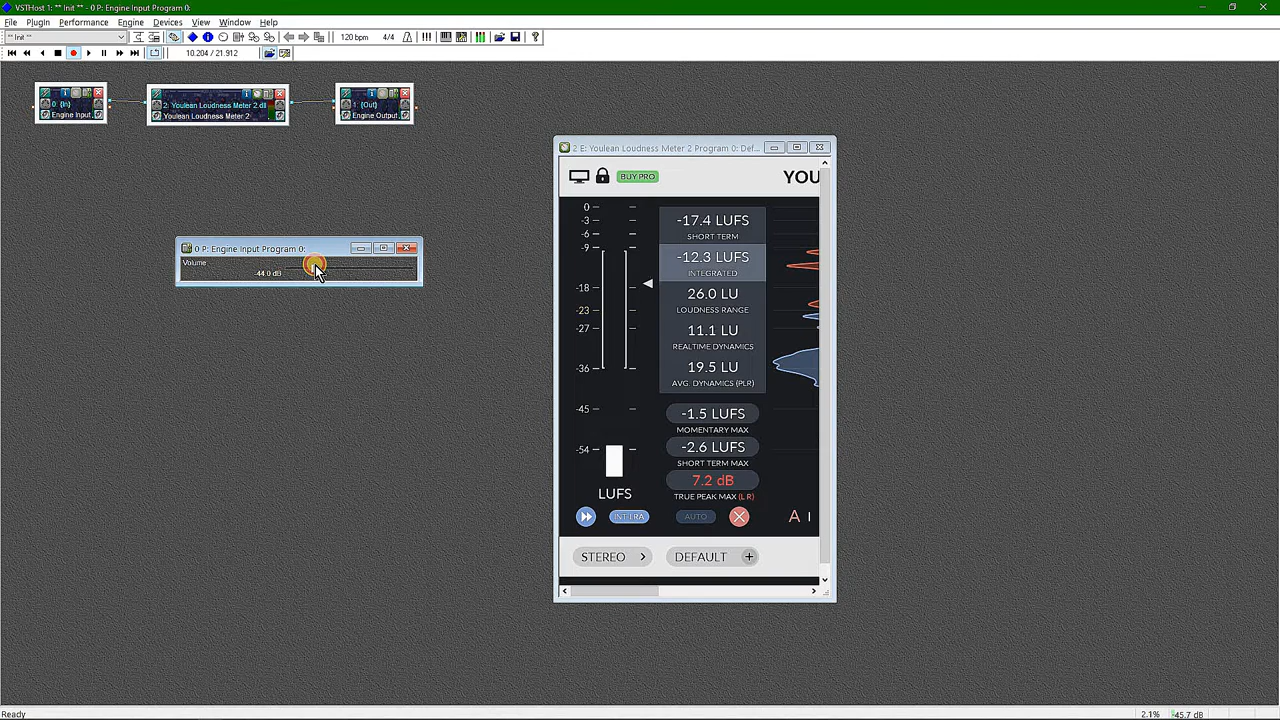 VSTHost 1: ** Init ** - 0 P: Engine Input Program 0:
File PlugIn Performance Engine Devices View Window Help
** Init ** 120 bpm 4/4
10.204 / 21.912
0: {In}
Engine Input
2: Youlean Loudness Meter 2.dll
Youlean Loudness Meter 2
1: {Out}
Engine Output
0 P: Engine Input Program 0:
Volume
-44.0 dB
2 E: Youlean Loudness Meter 2 Program 0: Def...
BUY PRO
YOU
0
-3
-6
-9
-18
-23
-27
-36
-45
-54
LUFS
-17.4 LUFS
SHORT TERM
-12.3 LUFS
INTEGRATED
26.0 LU
LOUDNESS RANGE
11.1 LU
REALTIME DYNAMICS
19.5 LU
AVG. DYNAMICS (PLR)
-1.5 LUFS
MOMENTARY MAX
-2.6 LUFS
SHORT TERM MAX
7.2 dB
TRUE PEAK MAX (L R)
INT LRA AUTO A I
STEREO DEFAULT +
Ready 2.1% -45.7 dB